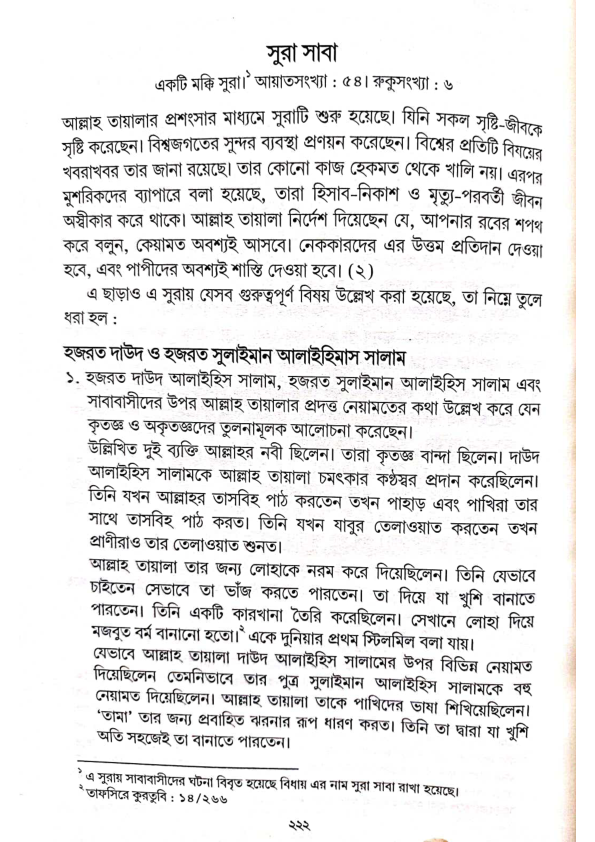 সুরা সাবা
একটি মক্কি সুরা।১ আয়াতসংখ্যা : ৫৪। রুকুসংখ্যা : ৬
আল্লাহ তায়ালার প্রশংসার মাধ্যমে সুরাটি শুরু হয়েছে। যিনি সকল সৃষ্টি-জীবকে
সৃষ্টি করেছেন। বিশ্বজগতের সুন্দর ব্যবস্থা প্রণয়ন করেছেন। বিশ্বের প্রতিটি বিষয়ের
খবরাখবর তার জানা রয়েছে। তার কোনো কাজ হেকমত থেকে খালি নয়। এরপর
মুশরিকদের ব্যাপারে বলা হয়েছে, তারা হিসাব-নিকাশ ও মৃত্যু-পরবর্তী জীবন
অস্বীকার করে থাকে। আল্লাহ তায়ালা নির্দেশ দিয়েছেন যে, আপনার রবের শপথ
করে বলুন, কেয়ামত অবশ্যই আসবে। নেককারদের এর উত্তম প্রতিদান দেওয়া
হবে, এবং পাপীদের অবশ্যই শাস্তি দেওয়া হবে। (২)
এ ছাড়াও এ সুরায় যেসব গুরুত্বপূর্ণ বিষয় উল্লেখ করা হয়েছে, তা নিম্নে তুলে
ধরা হল :
হজরত দাউদ ও হজরত সুলাইমান আলাইহিমাস সালাম
১. হজরত দাউদ আলাইহিস সালাম, হজরত সুলাইমান আলাইহিস সালাম এবং
সাবাবাসীদের উপর আল্লাহ তায়ালার প্রদত্ত নেয়ামতের কথা উল্লেখ করে যেন
কৃতজ্ঞ ও অকৃতজ্ঞদের তুলনামূলক আলোচনা করেছেন।
উল্লিখিত দুই ব্যক্তি আল্লাহর নবী ছিলেন। তারা কৃতজ্ঞ বান্দা ছিলেন। দাউদ
আলাইহিস সালামকে আল্লাহ তায়ালা চমৎকার কণ্ঠস্বর প্রদান করেছিলেন।
তিনি যখন আল্লাহর তাসবিহ পাঠ করতেন তখন পাহাড় এবং পাখিরা তার
সাথে তাসবিহ পাঠ করত। তিনি যখন যাবুর তেলাওয়াত করতেন তখন
প্রাণীরাও তার তেলাওয়াত শুনত।
আল্লাহ তায়ালা তার জন্য লোহাকে নরম করে দিয়েছিলেন। তিনি যেভাবে
চাইতেন সেভাবে তা ভাঁজ করতে পারতেন। তা দিয়ে যা খুশি বানাতে
পারতেন। তিনি একটি কারখানা তৈরি করেছিলেন। সেখানে লোহা দিয়ে
মজবুত বর্ম বানানো হতো।২ একে দুনিয়ার প্রথম স্টিলমিল বলা যায়।
যেভাবে আল্লাহ তায়ালা দাউদ আলাইহিস সালামের উপর বিভিন্ন নেয়ামত
দিয়েছিলেন তেমনিভাবে তার পুত্র সুলাইমান আলাইহিস সালামকে বহু
নেয়ামত দিয়েছিলেন। আল্লাহ তায়ালা তাকে পাখিদের ভাষা শিখিয়েছিলেন।
‘তামা’ তার জন্য প্রবাহিত ঝরনার রূপ ধারণ করত। তিনি তা দ্বারা যা খুশি
অতি সহজেই তা বানাতে পারতেন।
১ এ সুরায় সাবাবাসীদের ঘটনা বিবৃত হয়েছে বিধায় এর নাম সুরা সাবা রাখা হয়েছে।
২ তাফসিরে কুরতুবি : ১৪/২৬৬
২২২